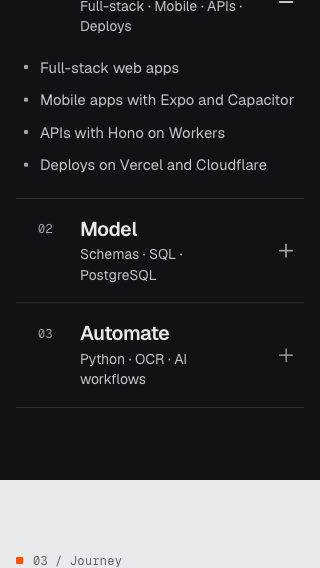 Full-stack · Mobile · APIs ·
Deploys
Full-stack web apps
Mobile apps with Expo and Capacitor
APIs with Hono on Workers
Deploys on Vercel and Cloudflare
02
Model
Schemas · SQL ·
PostgreSQL
03
Automate
Python · OCR · AI
workflows
03 / Journey